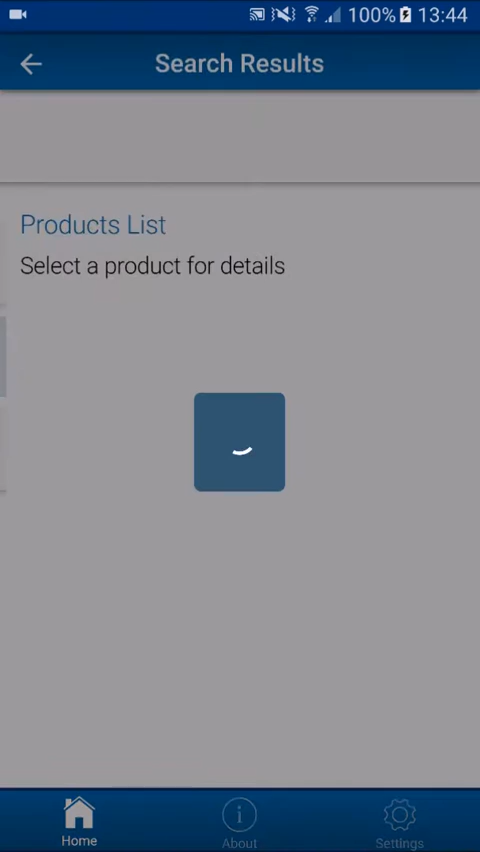 100% 13:44
Search Results
Products List
Select a product for details
Home
About
Settings